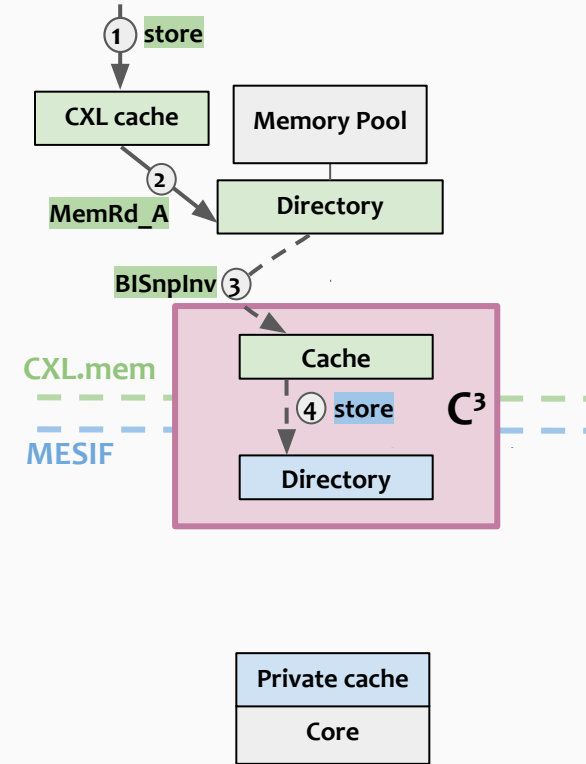 1 store
CXL cache
Memory Pool
2
MemRd_A
Directory
BISnpInv 3
Cache
CXL.mem
4 store
C³
MESIF
Directory
Private cache
Core